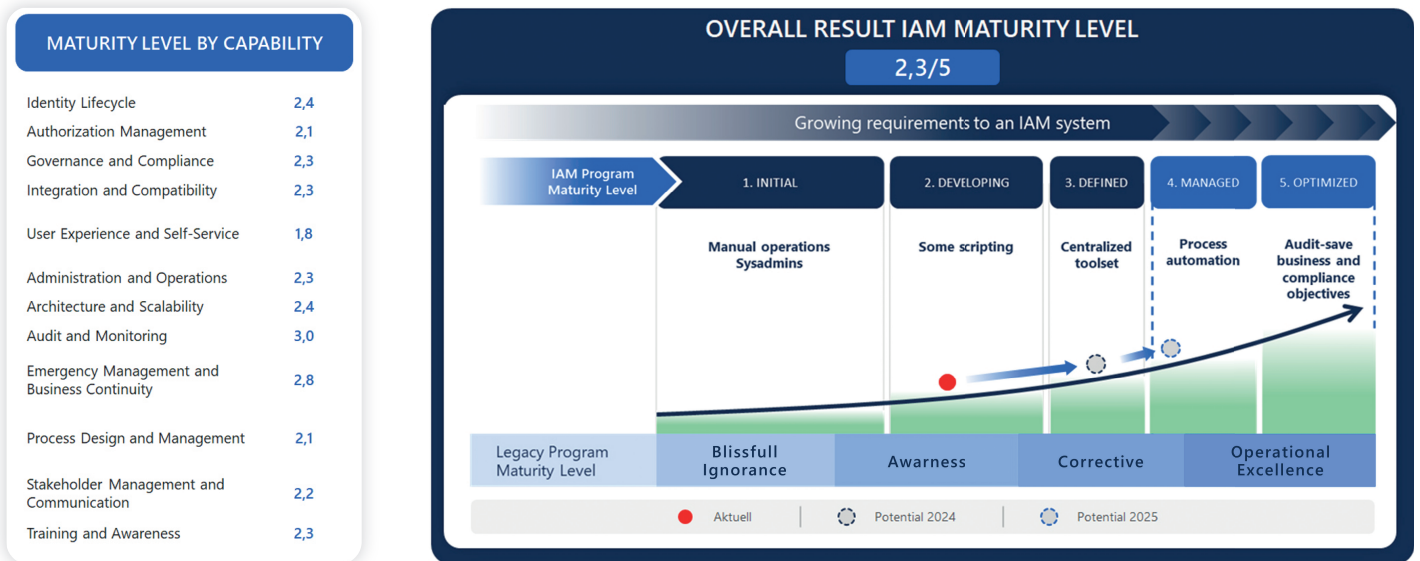 MATURITY LEVEL BY CAPABILITY
Identity Lifecycle 2,4
Authorization Management 2,1
Governance and Compliance 2,3
Integration and Compatibility 2,3
User Experience and Self-Service 1,8
Administration and Operations 2,3
Architecture and Scalability 2,4
Audit and Monitoring 3,0
Emergency Management and
Business Continuity 2,8
Process Design and Management 2,1
Stakeholder Management and
Communication 2,2
Training and Awareness 2,3
OVERALL RESULT IAM MATURITY LEVEL
2,3/5
Growing requirements to an IAM system
IAM Program
Maturity Level
1. INITIAL
2. DEVELOPING
3. DEFINED
4. MANAGED
5. OPTIMIZED
Manual operations
Sysadmins
Some scripting
Centralized
toolset
Process
automation
Audit-save
business and
compliance
objectives
Legacy Program
Maturity Level
Blissfull
Ignorance
Awarness
Corrective
Operational
Excellence
Aktuell
Potential 2024
Potential 2025